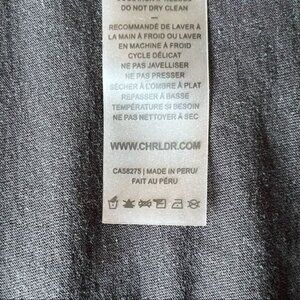 DO NOT DRY CLEAN
RECOMMANDÉ DE LAVER À
LA MAIN À FROID OU LAVER
EN MACHINE À FROID
CYCLE DÉLICAT
NE PAS JAVELLISER
NE PAS PRESSER
SÉCHER À L'OMBRE À PLAT
REPASSER À BASSE
TEMPÉRATURE SI BESOIN
NE PAS NETTOYER À SEC
WWW.CHRLDR.COM
CA58275 | MADE IN PERU/
FAIT AU PÉRU